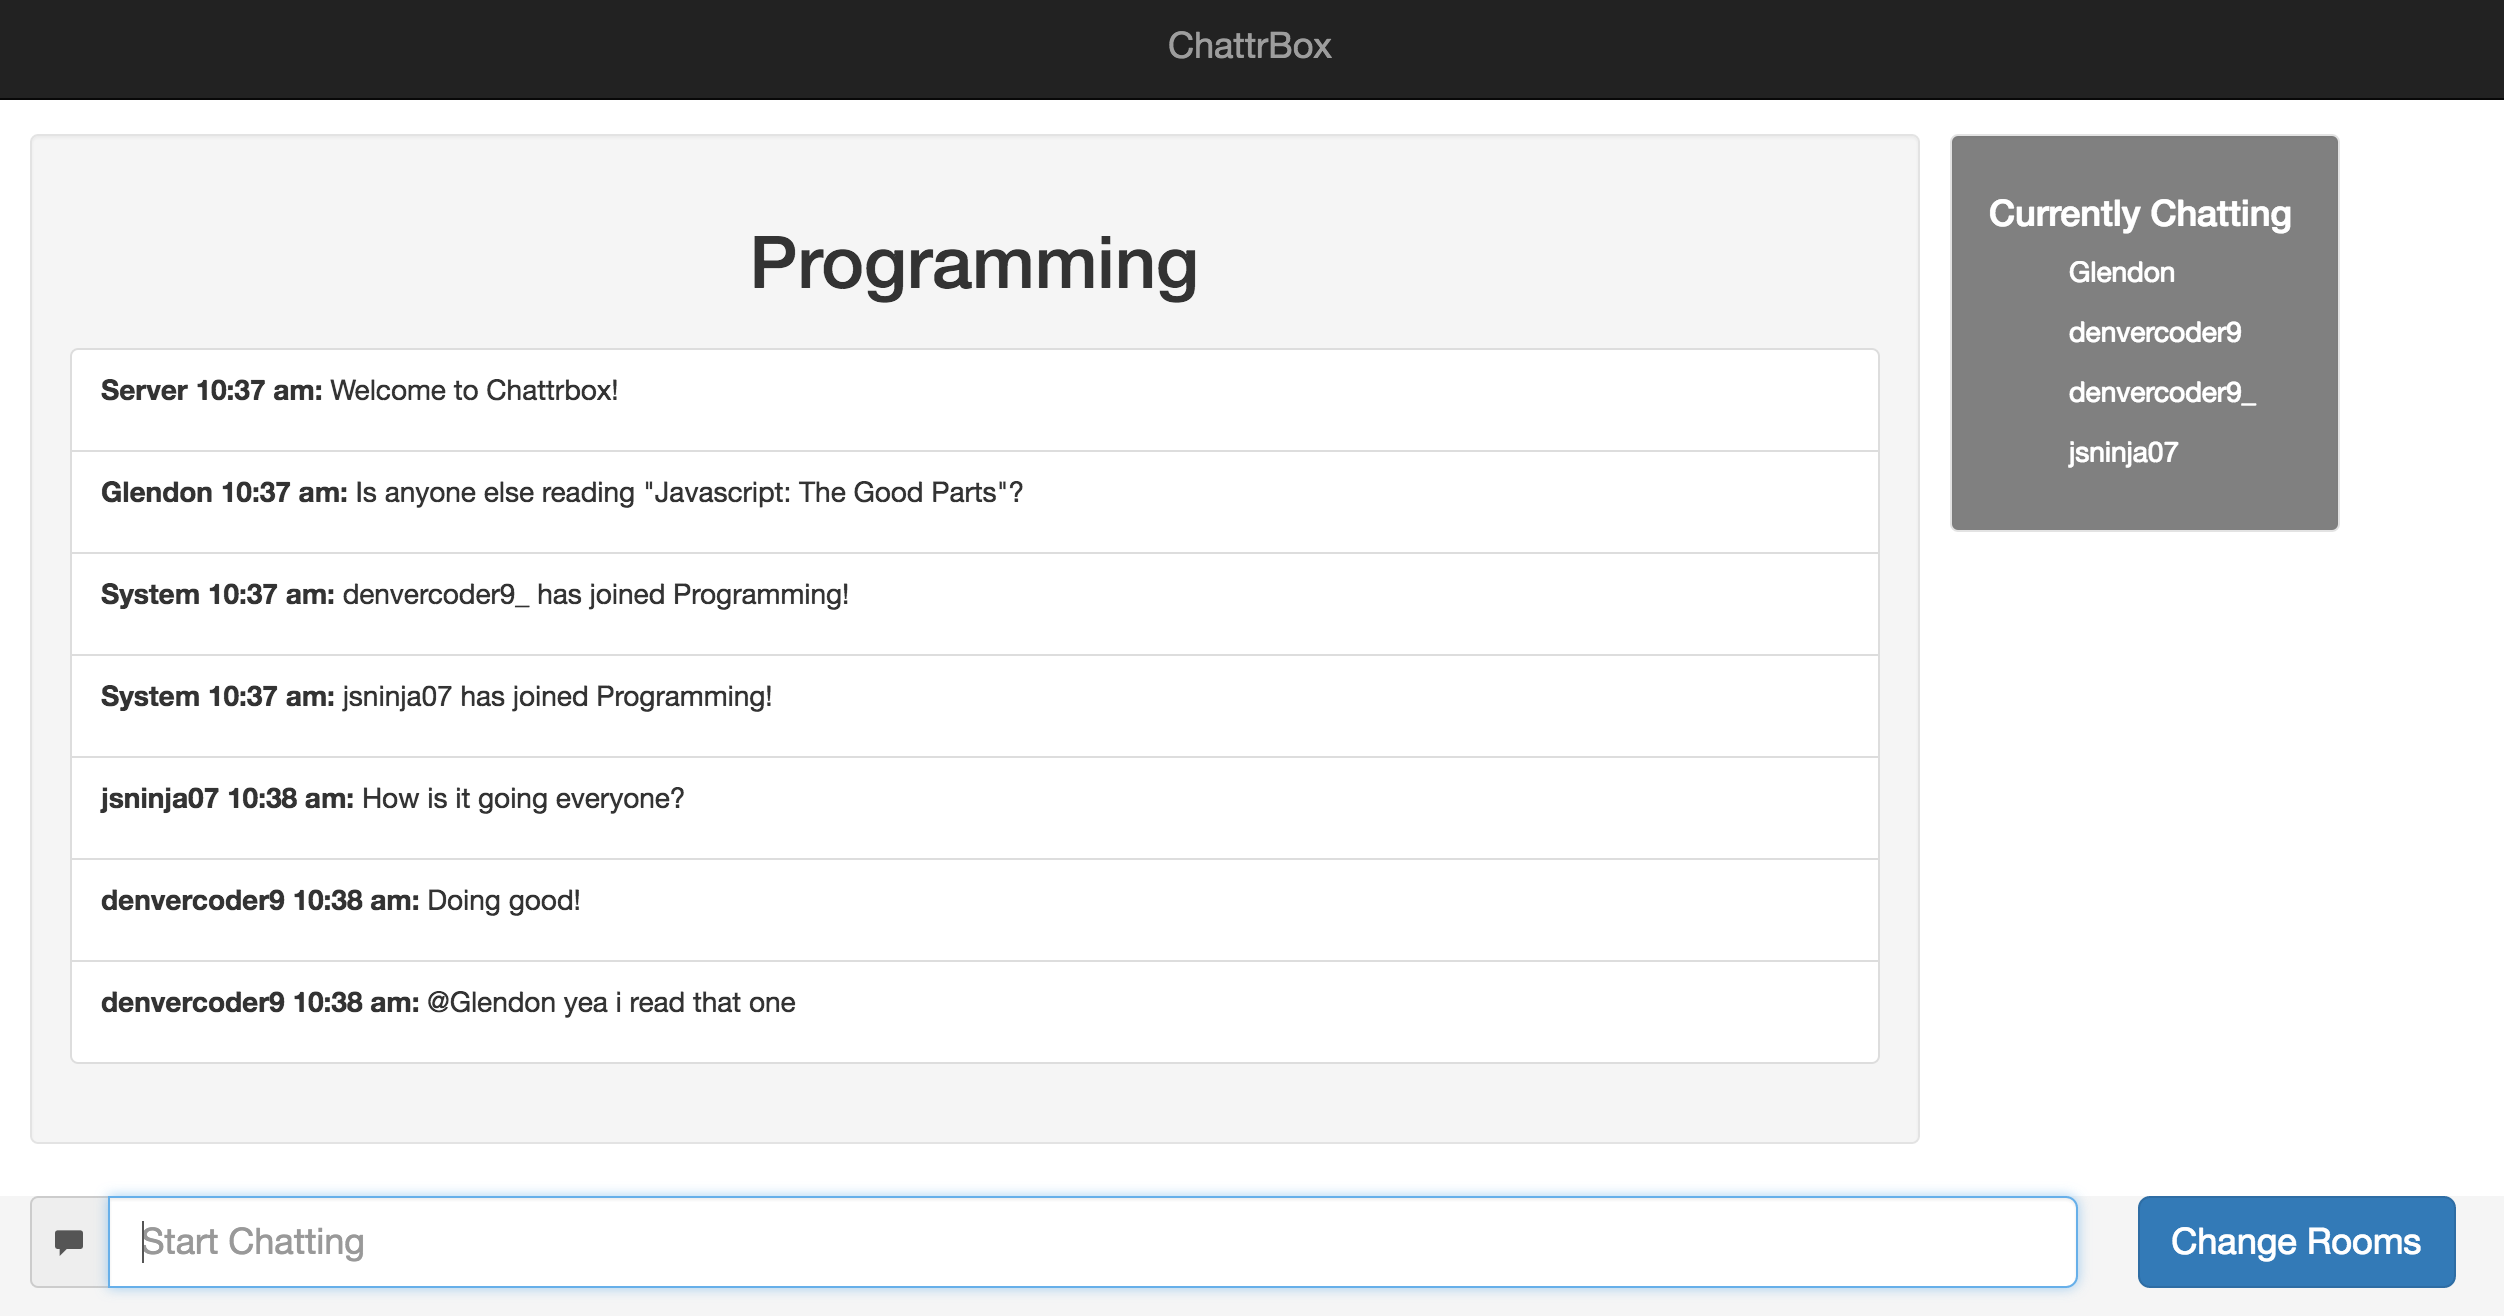 ChattrBox
Programming
Server 10:37 am: Welcome to Chattrbox!
Glendon 10:37 am: Is anyone else reading "Javascript: The Good Parts"?
System 10:37 am: denvercoder9_ has joined Programming!
System 10:37 am: jsninja07 has joined Programming!
jsninja07 10:38 am: How is it going everyone?
denvercoder9 10:38 am: Doing good!
denvercoder9 10:38 am: @Glendon yea i read that one
Currently Chatting
Glendon
denvercoder9
denvercoder9_
jsninja07
Start Chatting
Change Rooms